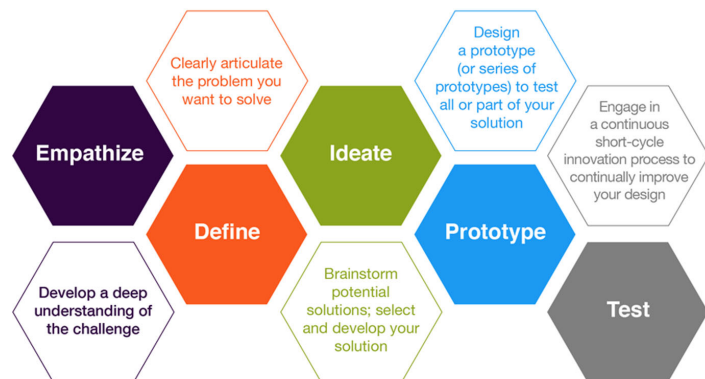 Empathize
Develop a deep
understanding of
the challenge
Clearly articulate
the problem you
want to solve
Define
Ideate
Brainstorm
potential
solutions; select
and develop your
solution
Design
a prototype
(or series of
prototypes) to test
all or part of your
solution
Prototype
Engage in
a continuous
short-cycle
innovation process to
continually improve
your design
Test